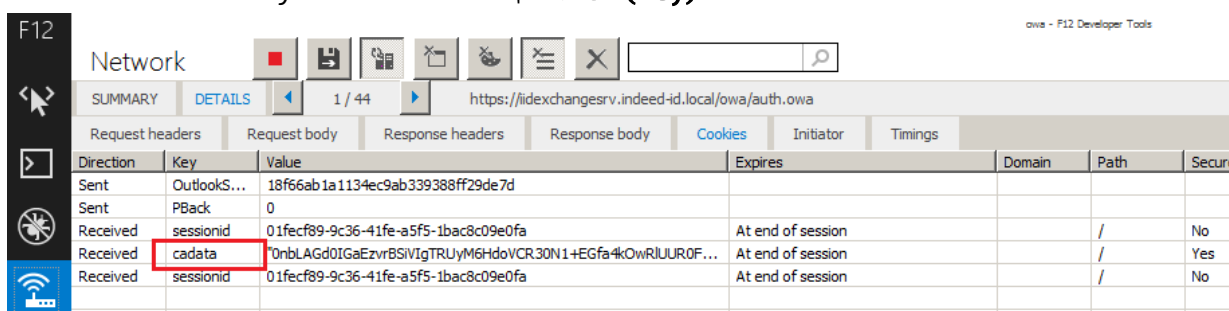 F12
owa - F12 Developer Tools
Network
SUMMARY DETAILS 1 / 44 https://iidexchangesrv.indeed-id.local/owa/auth.owa
Request headers Request body Response headers Response body Cookies Initiator Timings
Direction Key Value Expires Domain Path Secur
Sent OutlookS... 18f66ab1a1134ec9ab339388ff29de7d
Sent PBack 0
Received sessionid 01fecf89-9c36-41fe-a5f5-1bac8c09e0fa At end of session / No
Received cadata "0nbLAGd0IGaEzvrBSiVIgTRUyM6HdoVCR30N1+EGfa4kOwRlUUR0F... At end of session / Yes
Received sessionid 01fecf89-9c36-41fe-a5f5-1bac8c09e0fa At end of session / No